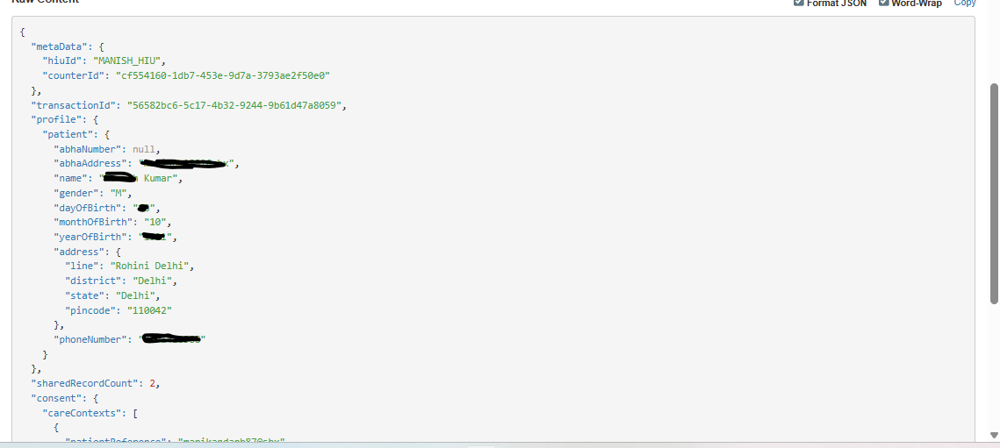 Raw Content
Format JSON Word-Wrap Copy
{
"metaData": {
"hiuId": "MANISH_HIU",
"counterId": "cf554160-1db7-453e-9d7a-3793ae2f50e0"
},
"transactionId": "56582bc6-5c17-4b32-9244-9b61d47a8059",
"profile": {
"patient": {
"abhaNumber": null,
"abhaAddress": "",
"name": " Kumar",
"gender": "M",
"dayOfBirth": "",
"monthOfBirth": "10",
"yearOfBirth": "",
"address": {
"line": "Rohini Delhi",
"district": "Delhi",
"state": "Delhi",
"pincode": "110042"
},
"phoneNumber": ""
}
},
"sharedRecordCount": 2,
"consent": {
"careContexts": [
{
"patientReference":